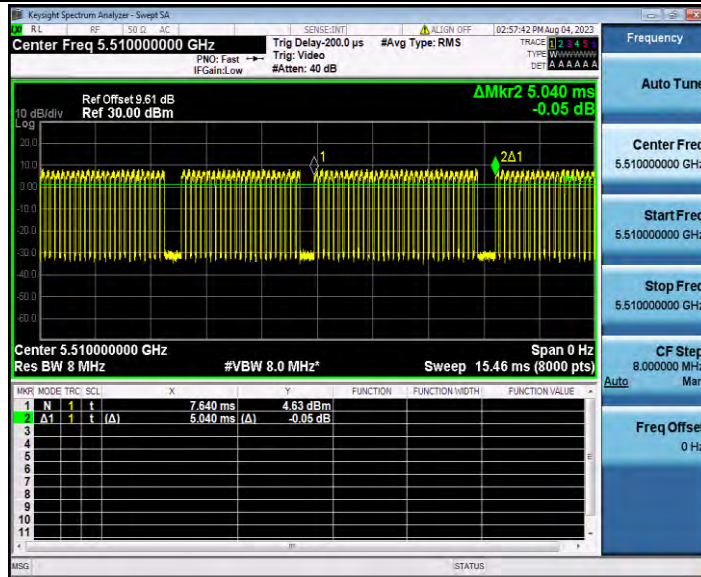 Keysight Spectrum Analyzer - Swept SA
RL RF 50 Ω AC SENSE:INT ALIGN OFF 02:57:42 PM Aug 04, 2023
Center Freq 5.510000000 GHz
PNO: Fast
IFGain:Low
Trig Delay-200.0 µs
Trig: Video
#Atten: 40 dB
#Avg Type: RMS
TRACE 1 2 3 4 5 6
TYPE W
DET A A A A A A
Ref Offset 9.61 dB
Ref 30.00 dBm
10 dB/div
Log
ΔMkr2 5.040 ms
-0.05 dB
20.0
10.0
0.00
-10.0
-20.0
-30.0
-40.0
-50.0
-60.0
1
2Δ1
Center 5.510000000 GHz Span 0 Hz
Res BW 8 MHz #VBW 8.0 MHz* Sweep 15.46 ms (8000 pts)
MKR MODE TRC SCL X Y FUNCTION FUNCTION WIDTH FUNCTION VALUE
1 N 1 t 7.640 ms 4.63 dBm
2 Δ1 1 t (Δ) 5.040 ms (Δ) -0.05 dB
3
4
5
6
7
8
9
10
11
MSG STATUS
Frequency
Auto Tune
Center Freq
5.510000000 GHz
Start Freq
5.510000000 GHz
Stop Freq
5.510000000 GHz
CF Step
8.000000 MHz
Auto Man
Freq Offset
0 Hz